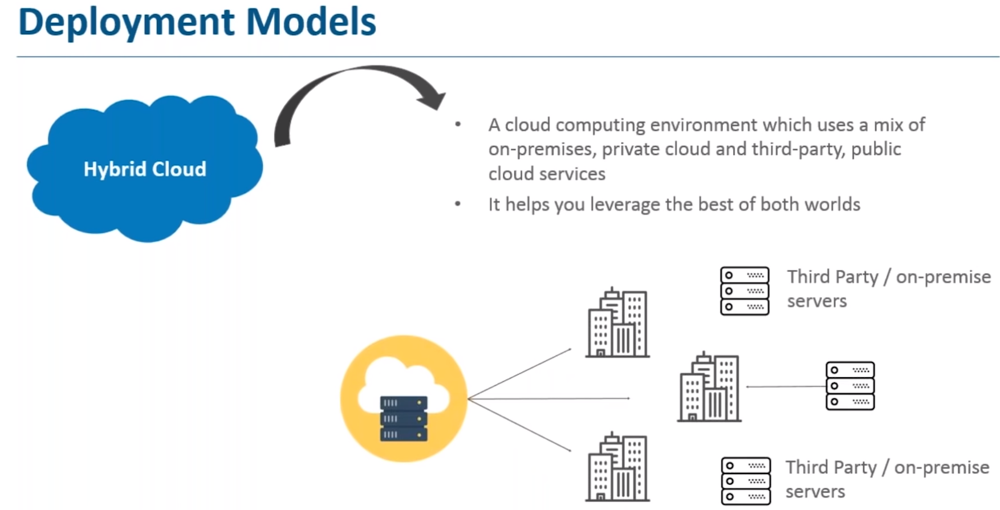 Deployment Models
Hybrid Cloud
• A cloud computing environment which uses a mix of
on-premises, private cloud and third-party, public
cloud services
• It helps you leverage the best of both worlds
Third Party / on-premise
servers
Third Party / on-premise
servers